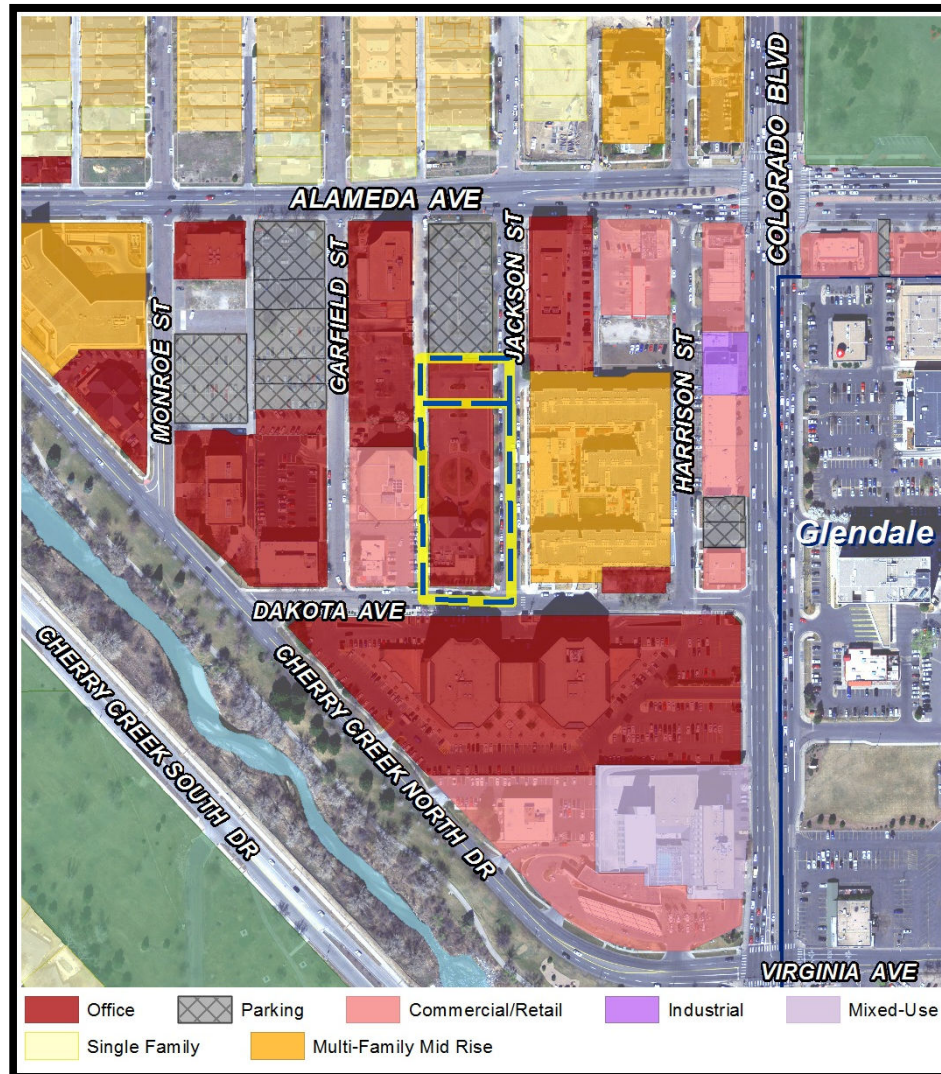 COLORADO BLVD
ALAMEDA AVE
JACKSON ST
GARFIELD ST
MONROE ST
HARRISON ST
Glendale
DAKOTA AVE
CHERRY CREEK NORTH DR
CHERRY CREEK SOUTH DR
VIRGINIA AVE
Office
Parking
Commercial/Retail
Industrial
Mixed-Use
Single Family
Multi-Family Mid Rise